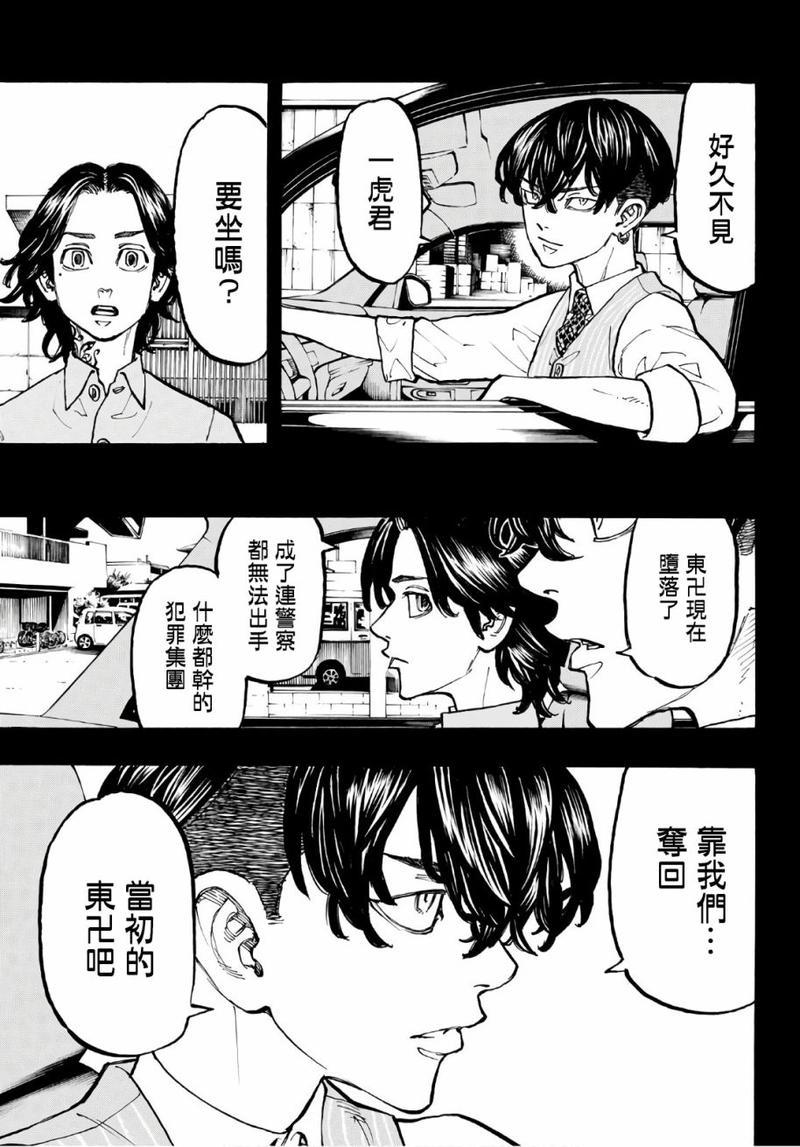 好久不見
一虎君
要坐嗎？
東卍現在
墮落了
成了連警察
都無法出手
什麼都幹的
犯罪集團
靠我們…
奪回
當初的
東卍吧